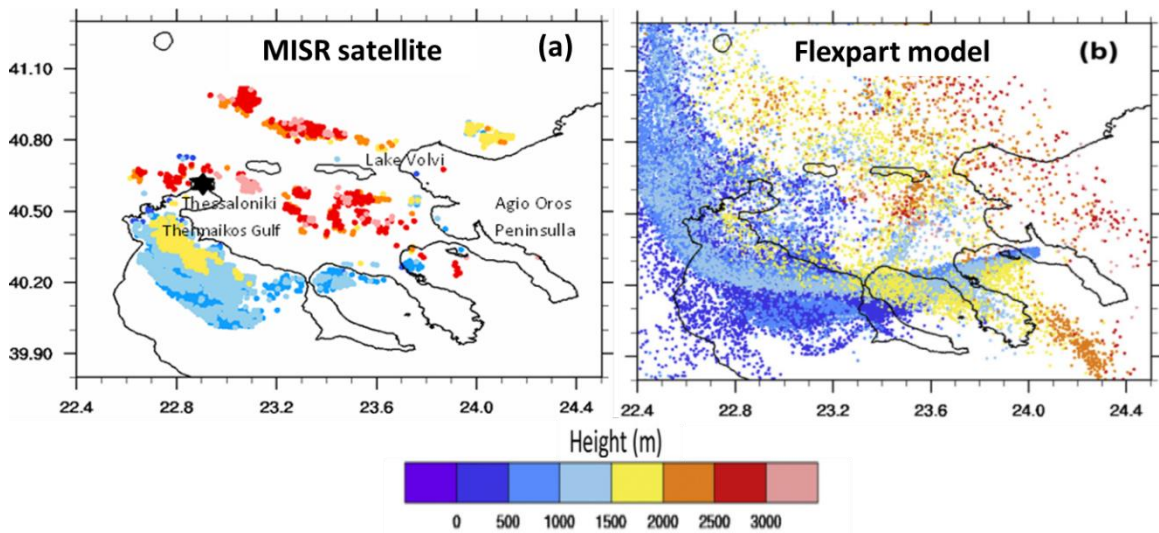 MISR satellite (a)
Flexpart model (b)
41.10
40.80
Lake Volvi
40.50
Thessaloniki
Agio Oros
Thermaikos Gulf
Peninsulla
40.20
39.90
22.4 22.8 23.2 23.6 24.0 24.4
22.4 22.8 23.2 23.6 24.0 24.4
Height (m)
0 500 1000 1500 2000 2500 3000